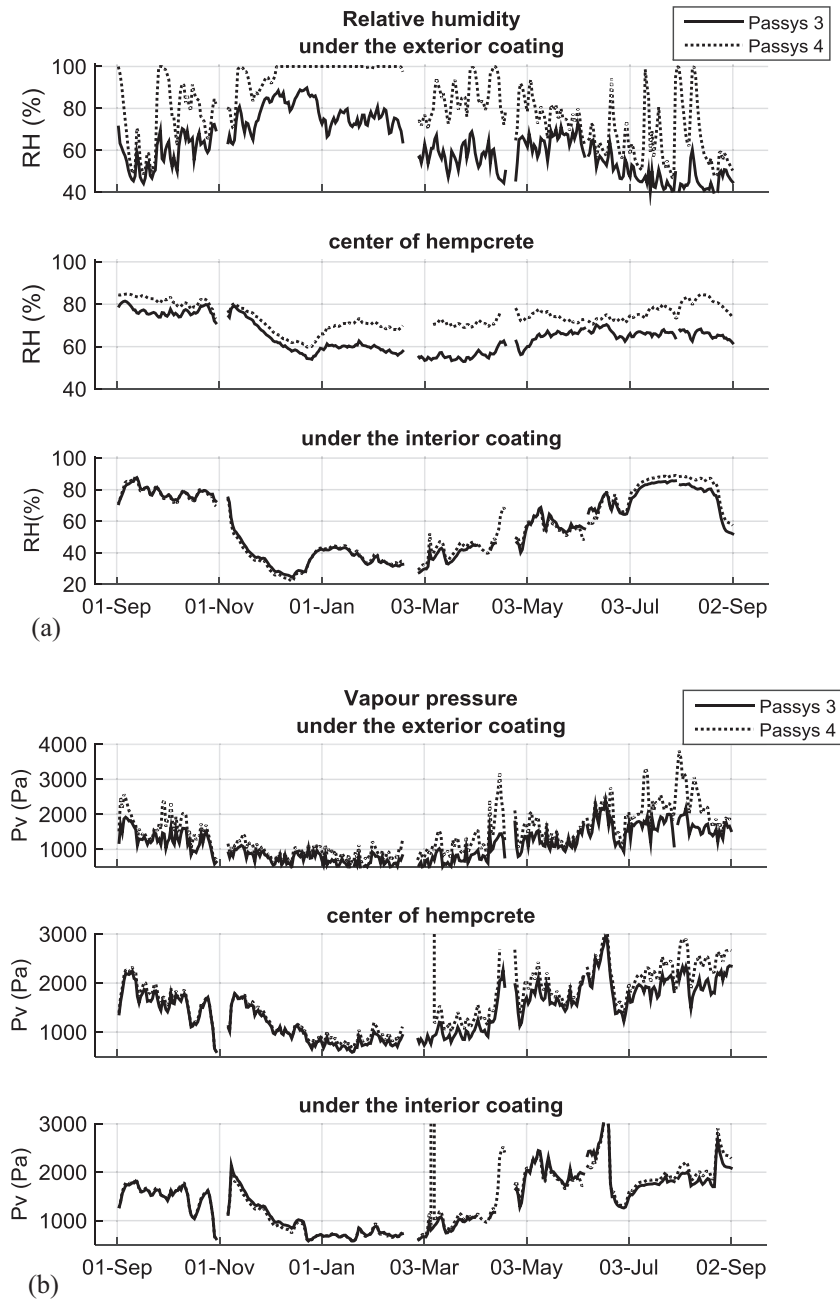 Relative humidity
under the exterior coating
Passys 3
Passys 4
100
80
60
40
RH (%)
center of hempcrete
100
80
60
40
RH (%)
under the interior coating
100
80
60
40
20
RH(%)
01-Sep 01-Nov 01-Jan 03-Mar 03-May 03-Jul 02-Sep
(a)
Vapour pressure
under the exterior coating
Passys 3
Passys 4
4000
3000
2000
1000
Pv (Pa)
center of hempcrete
3000
2000
1000
Pv (Pa)
under the interior coating
3000
2000
1000
Pv (Pa)
01-Sep 01-Nov 01-Jan 03-Mar 03-May 03-Jul 02-Sep
(b)